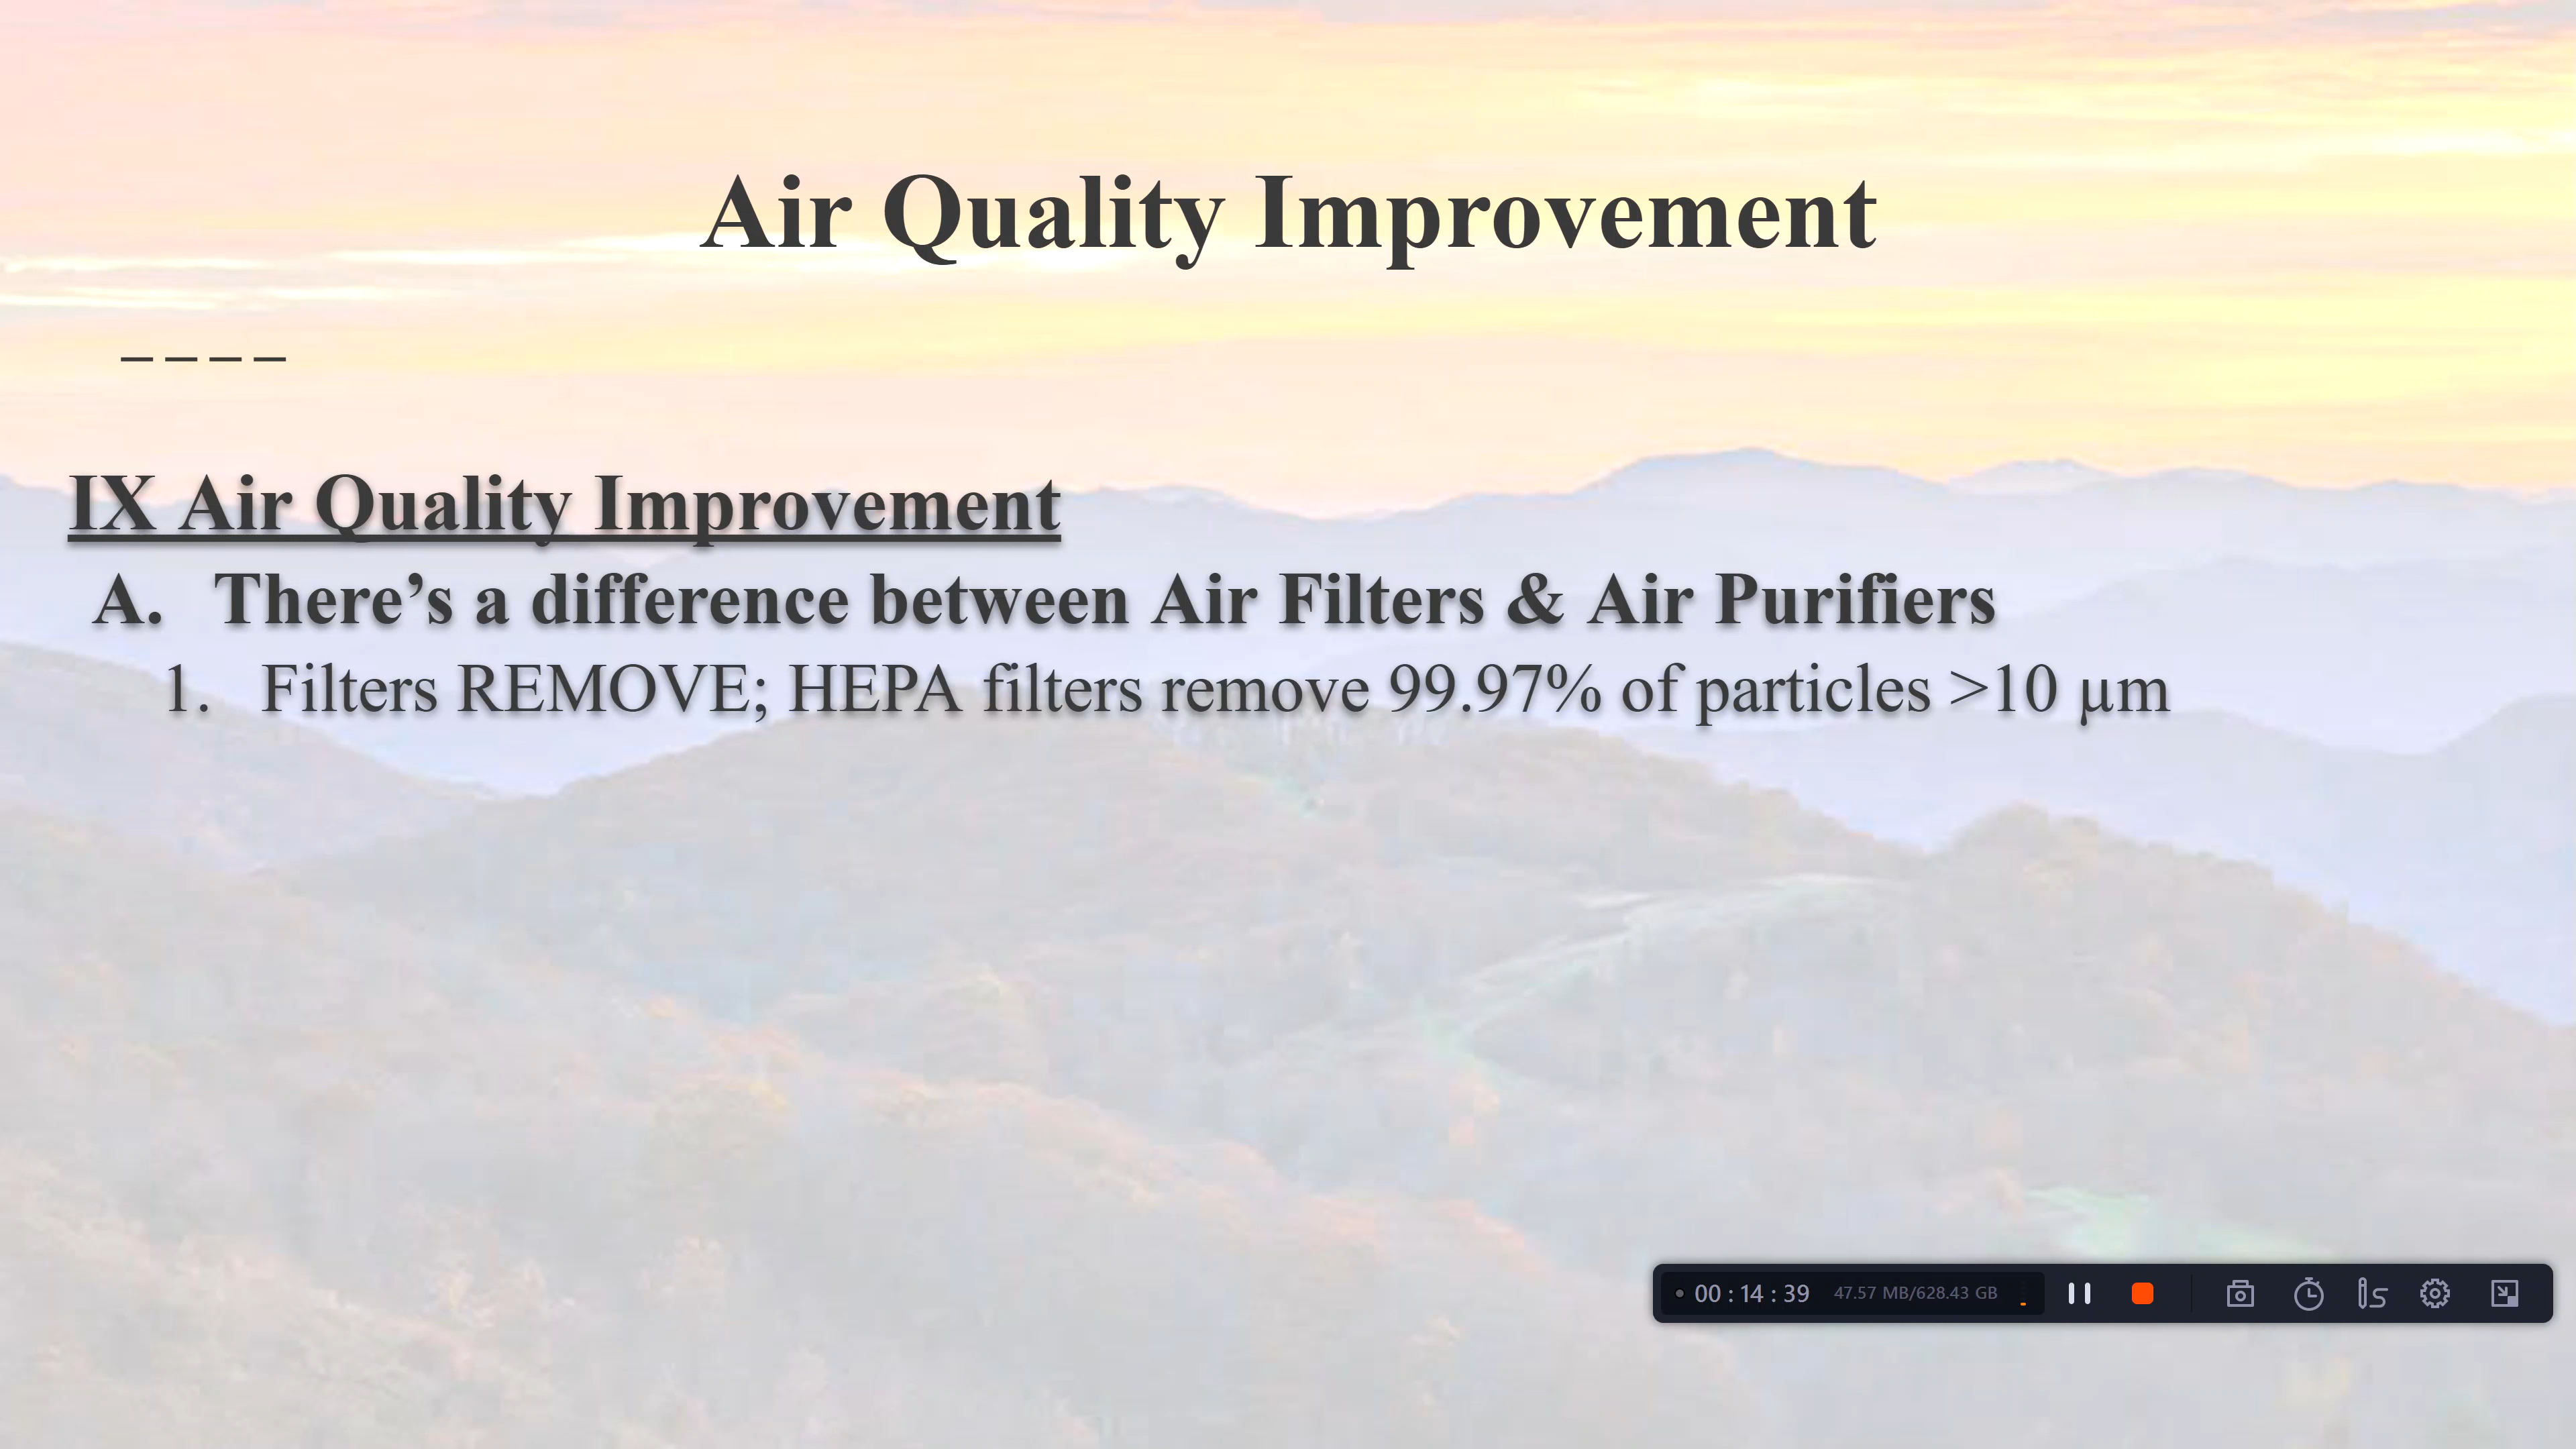 Air Quality Improvement
____
IX Air Quality Improvement
A. There’s a difference between Air Filters & Air Purifiers
1. Filters REMOVE; HEPA filters remove 99.97% of particles >10 µm
00 : 14 : 39 47.57 MB/628.43 GB